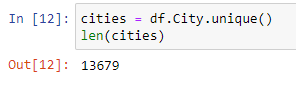 In [12]: cities = df.City.unique()
len(cities)
Out[12]: 13679